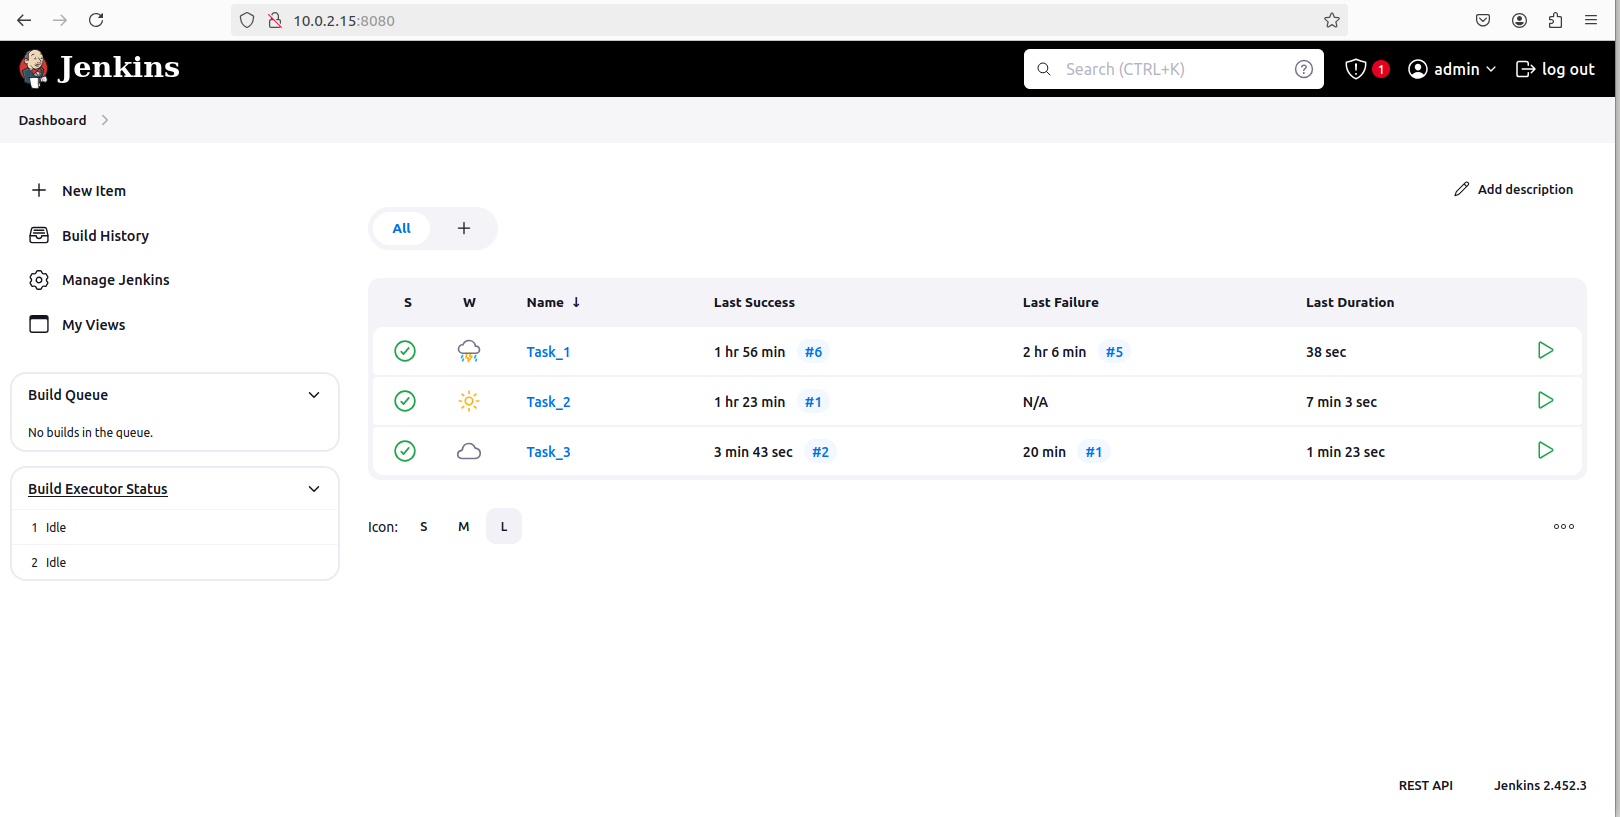 10.0.2.15:8080
Jenkins
Search (CTRL+K)
1
admin
log out
Dashboard
New Item
Build History
Manage Jenkins
My Views
Build Queue
No builds in the queue.
Build Executor Status
1 Idle
2 Idle
Add description
All +
S W Name ↓ Last Success Last Failure Last Duration
Task_1 1 hr 56 min #6 2 hr 6 min #5 38 sec
Task_2 1 hr 23 min #1 N/A 7 min 3 sec
Task_3 3 min 43 sec #2 20 min #1 1 min 23 sec
Icon: S M L
REST API Jenkins 2.452.3